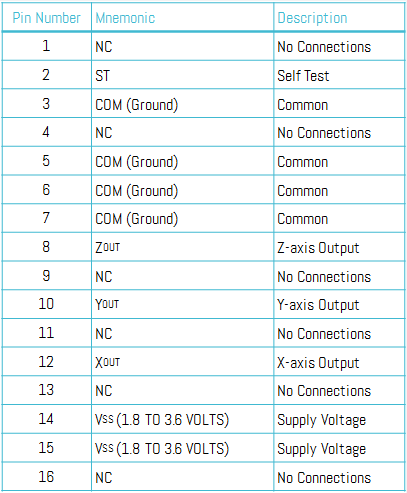 Pin Number Mnemonic Description
1 NC No Connections
2 ST Self Test
3 COM (Ground) Common
4 NC No Connections
5 COM (Ground) Common
6 COM (Ground) Common
7 COM (Ground) Common
8 ZOUT Z-axis Output
9 NC No Connections
10 YOUT Y-axis Output
11 NC No Connections
12 XOUT X-axis Output
13 NC No Connections
14 VSS (1.8 TO 3.6 VOLTS) Supply Voltage
15 VSS (1.8 TO 3.6 VOLTS) Supply Voltage
16 NC No Connections